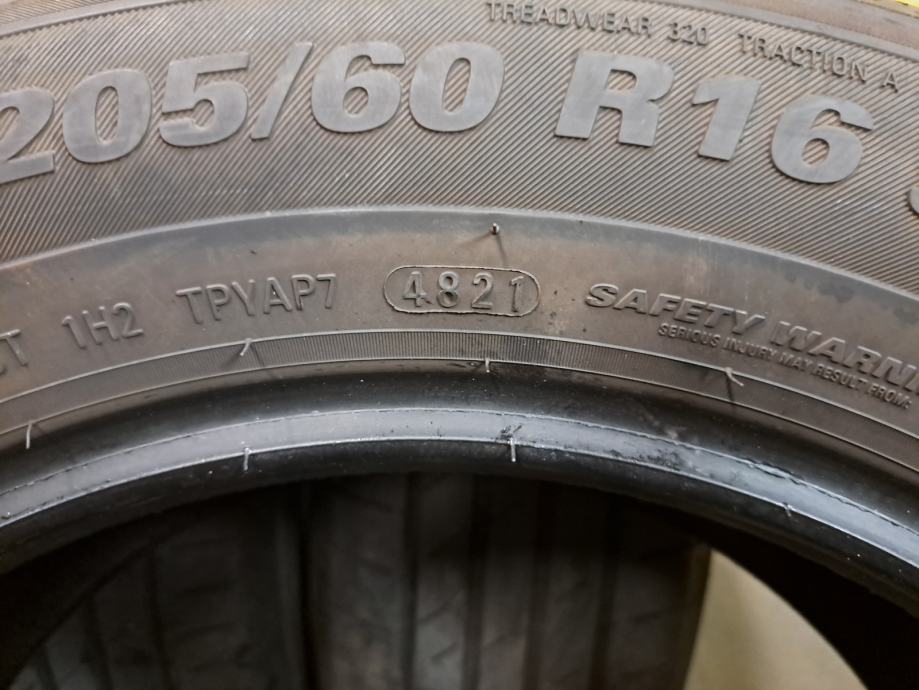 TREADWEAR 320 TRACTION A
205/60 R16
1H2 TPYAP7 4821
SAFETY WARN
SERIOUS INJURY MAY RESULT FROM: